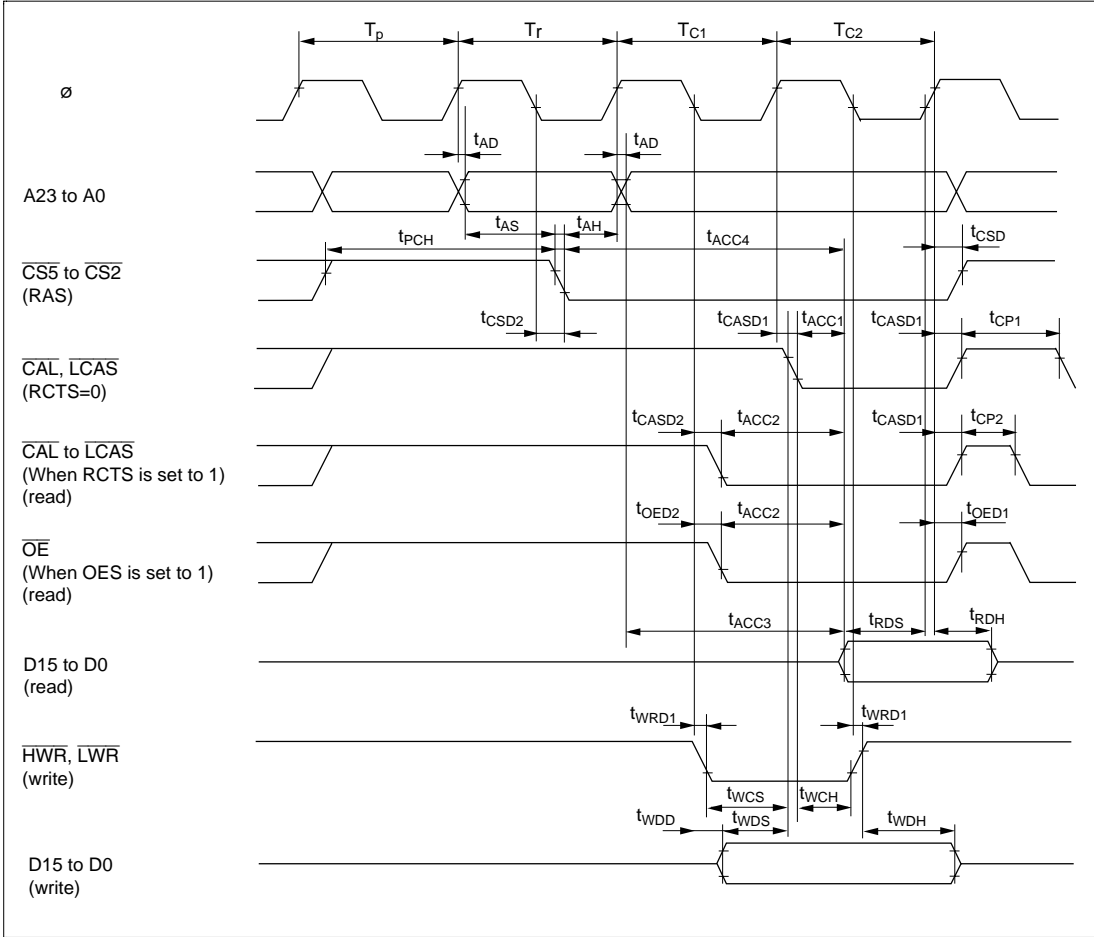 Tp Tr TC1 TC2
ø
tAD tAD
A23 to A0
tAS tAH
tPCH tACC4 tCSD
CS5 to CS2
(RAS)
tCSD2 tCASD1 tACC1 tCASD1 tCP1
CAL, LCAS
(RCTS=0)
tCASD2 tACC2 tCASD1 tCP2
CAL to LCAS
(When RCTS is set to 1)
(read)
tOED2 tACC2 tOED1
OE
(When OES is set to 1)
(read)
tACC3 tRDS tRDH
D15 to D0
(read)
tWRD1 tWRD1
HWR, LWR
(write)
tWCS tWCH
tWDD tWDS tWDH
D15 to D0
(write)